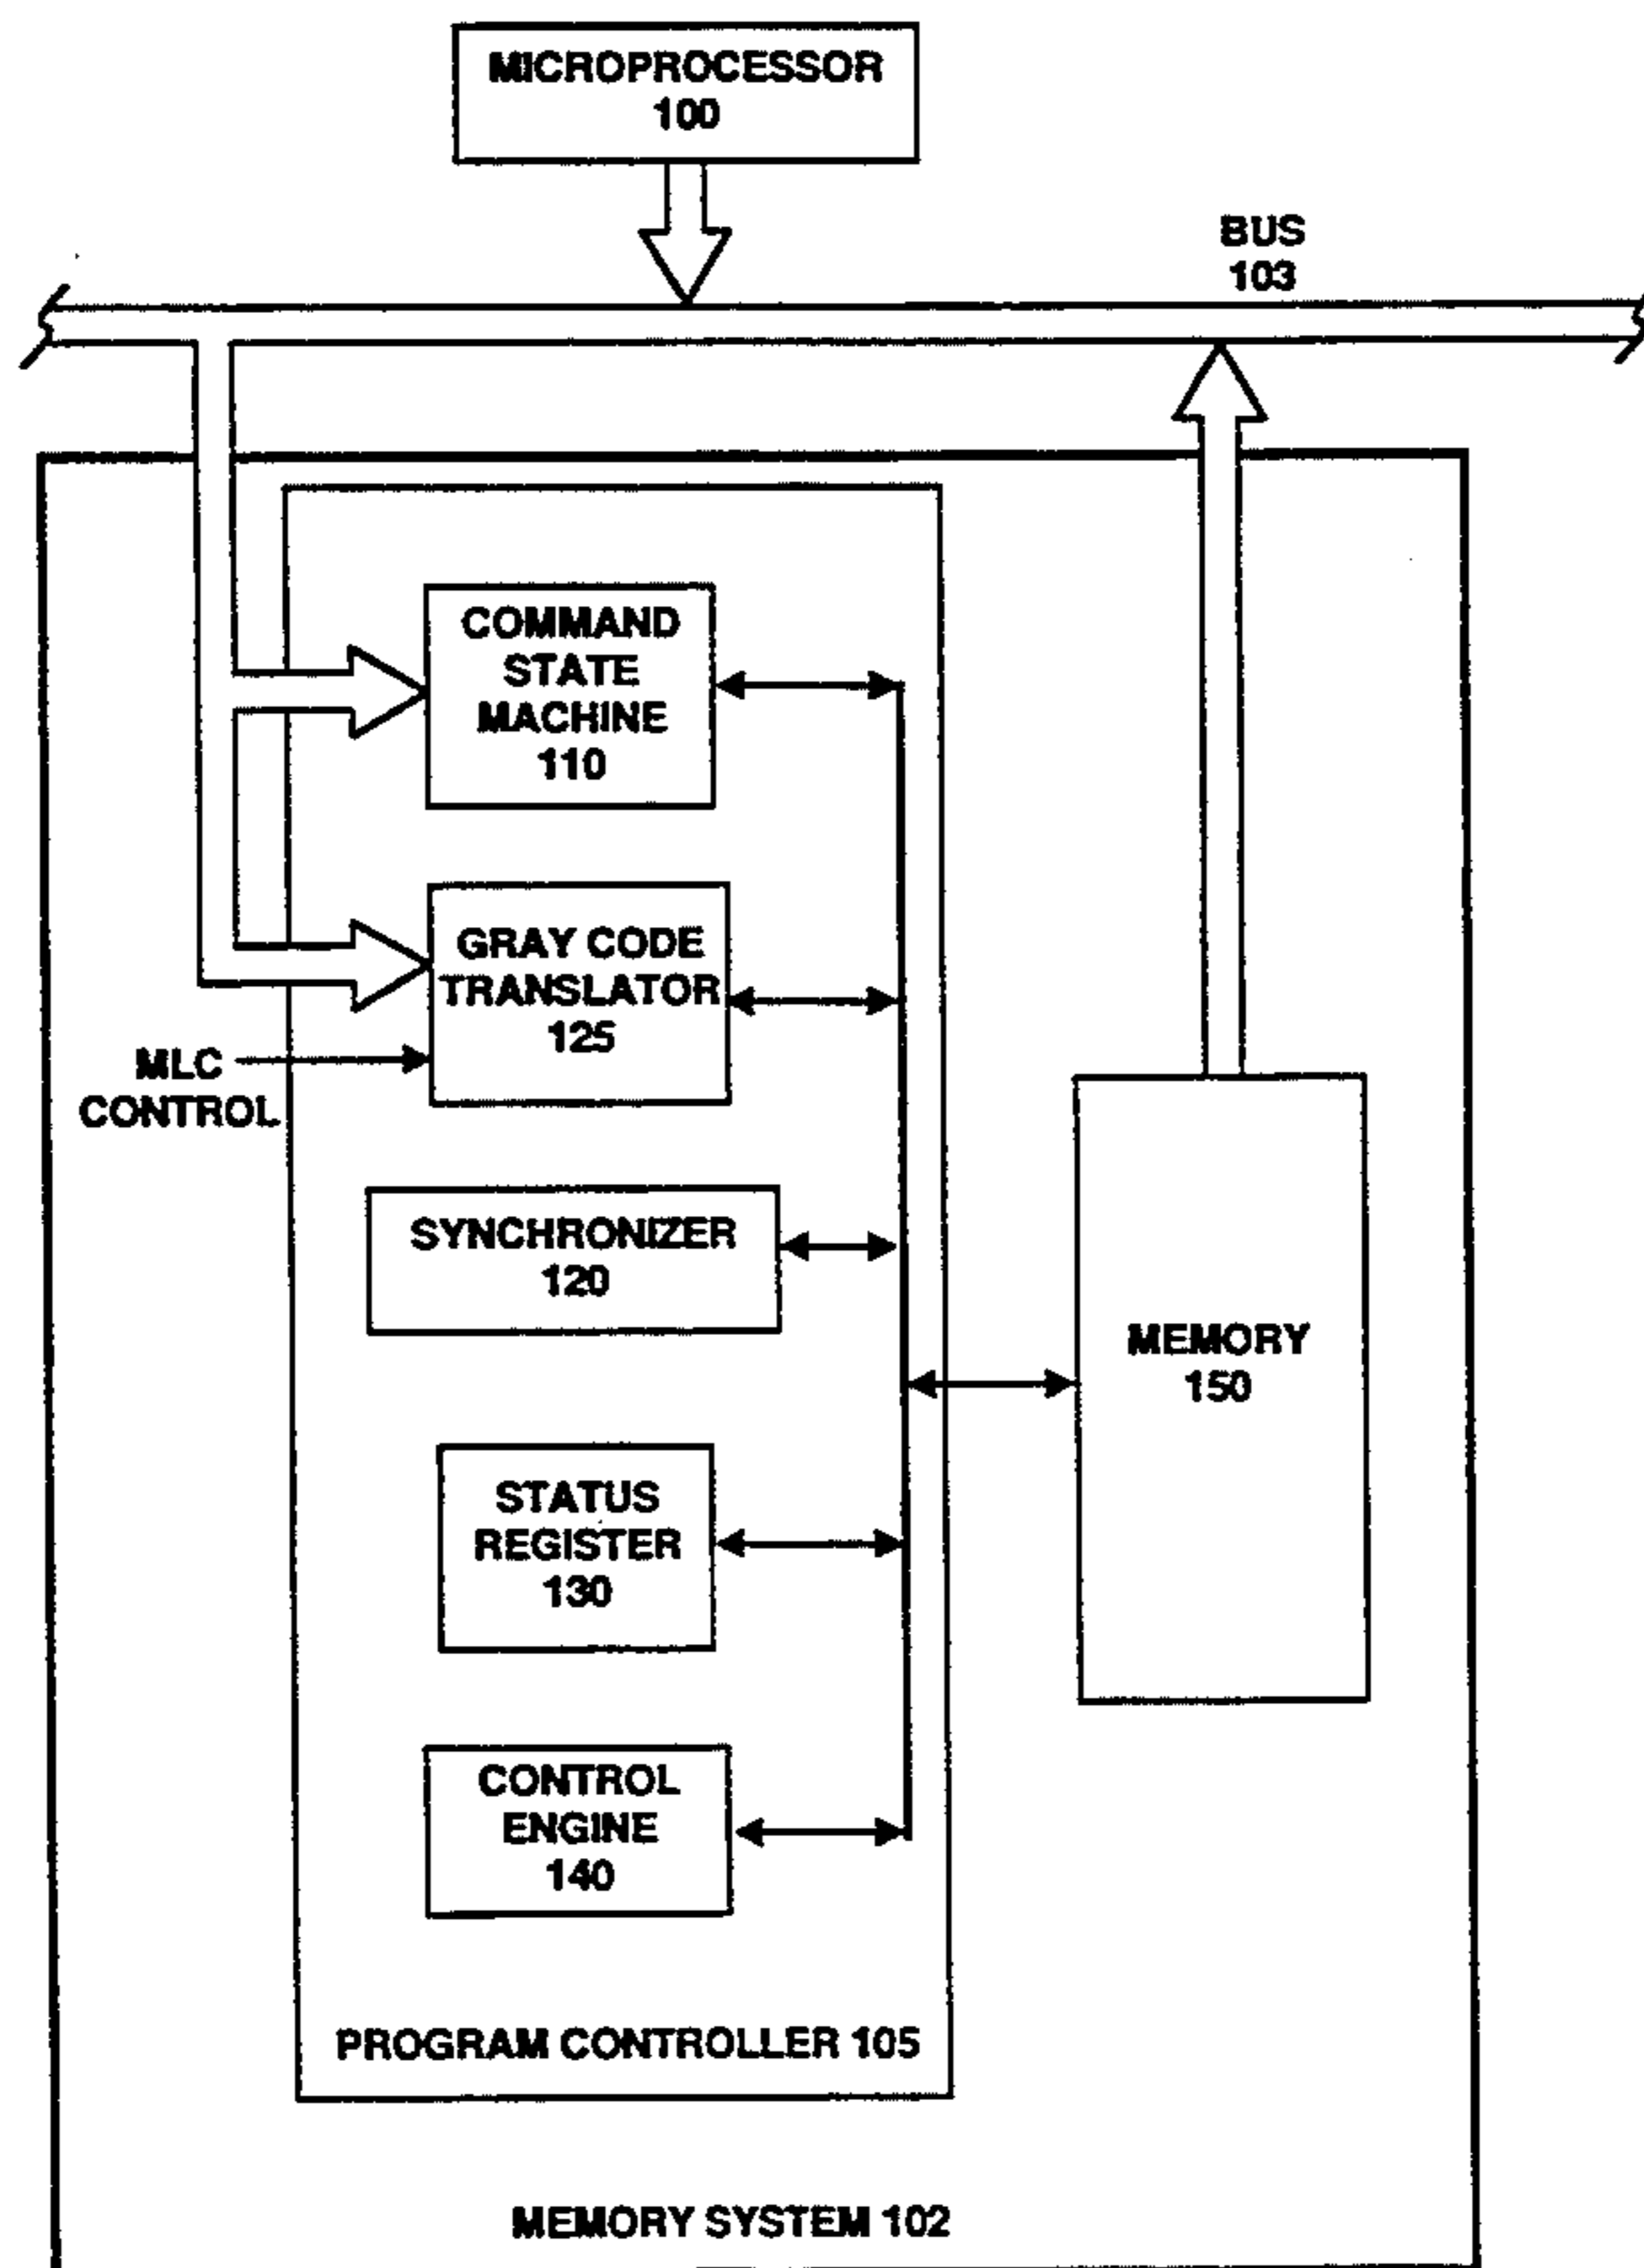 MICROPROCESSOR
100
BUS
103
COMMAND
STATE
MACHINE
110
GRAY CODE
TRANSLATOR
125
MLC
CONTROL
SYNCHRONIZER
120
MEMORY
150
STATUS
REGISTER
130
CONTROL
ENGINE
140
PROGRAM CONTROLLER 105
MEMORY SYSTEM 102